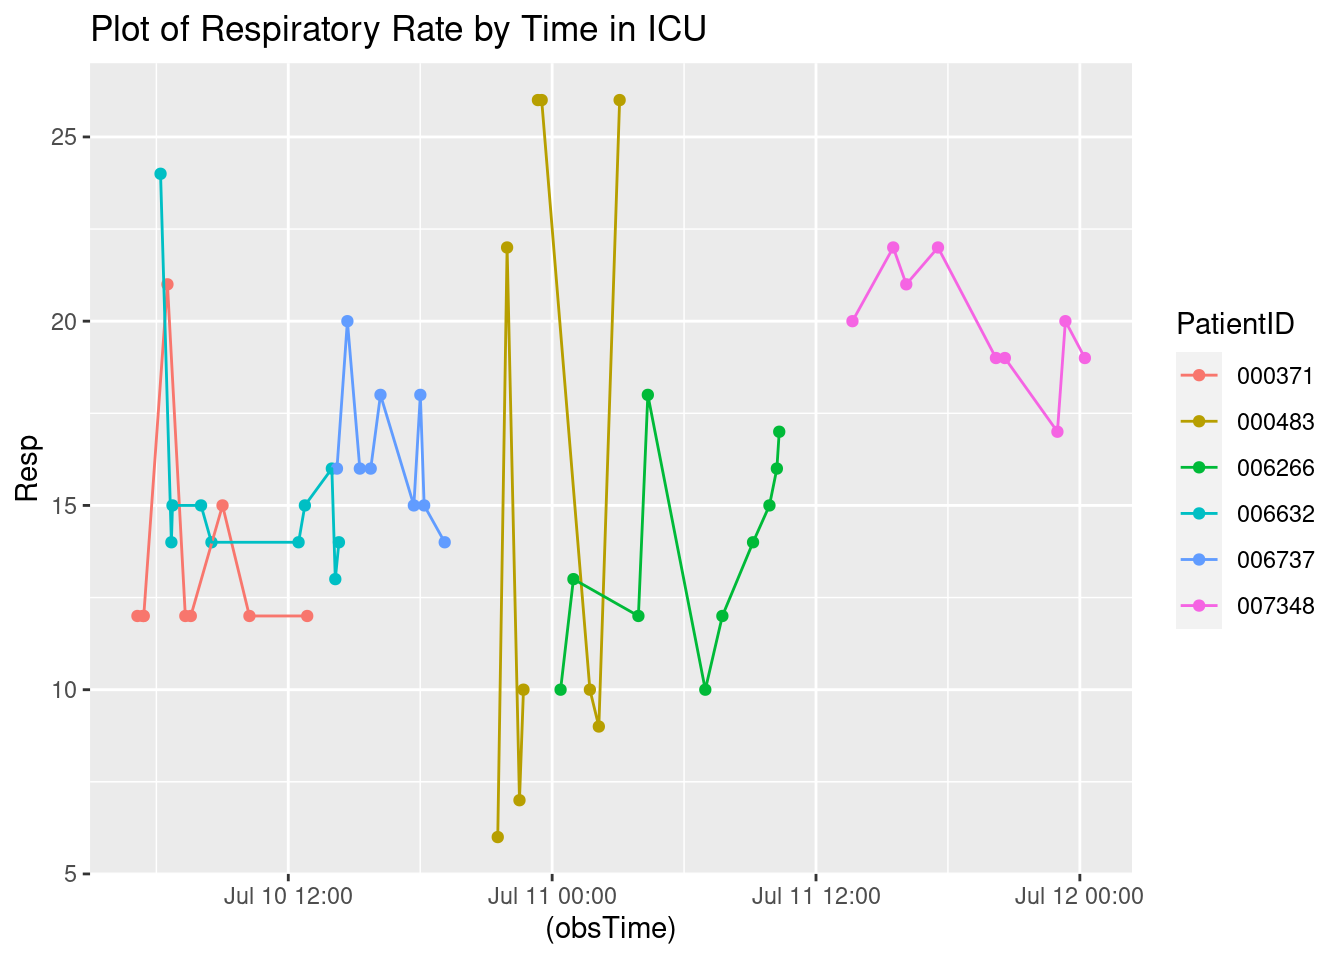 Plot of Respiratory Rate by Time in ICU
Resp
25
20
15
10
5
Jul 10 12:00
Jul 11 00:00
Jul 11 12:00
Jul 12 00:00
(obsTime)
PatientID
000371
000483
006266
006632
006737
007348